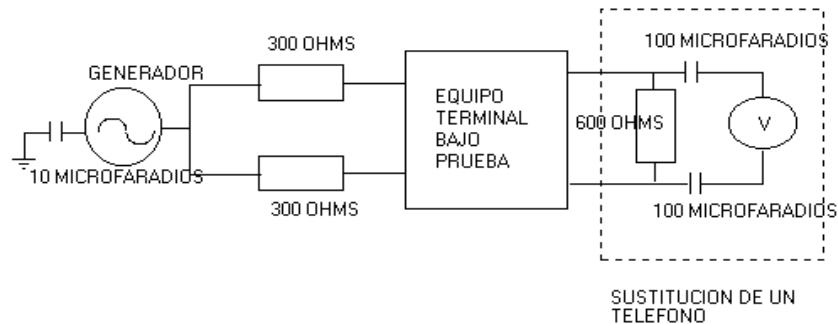 300 OHMS
100 MICROFARADIOS
GENERADOR
EQUIPO
TERMINAL
BAJO
PRUEBA
600 OHMS
V
10 MICROFARADIOS
300 OHMS
100 MICROFARADIOS
SUSTITUCION DE UN
TELEFONO